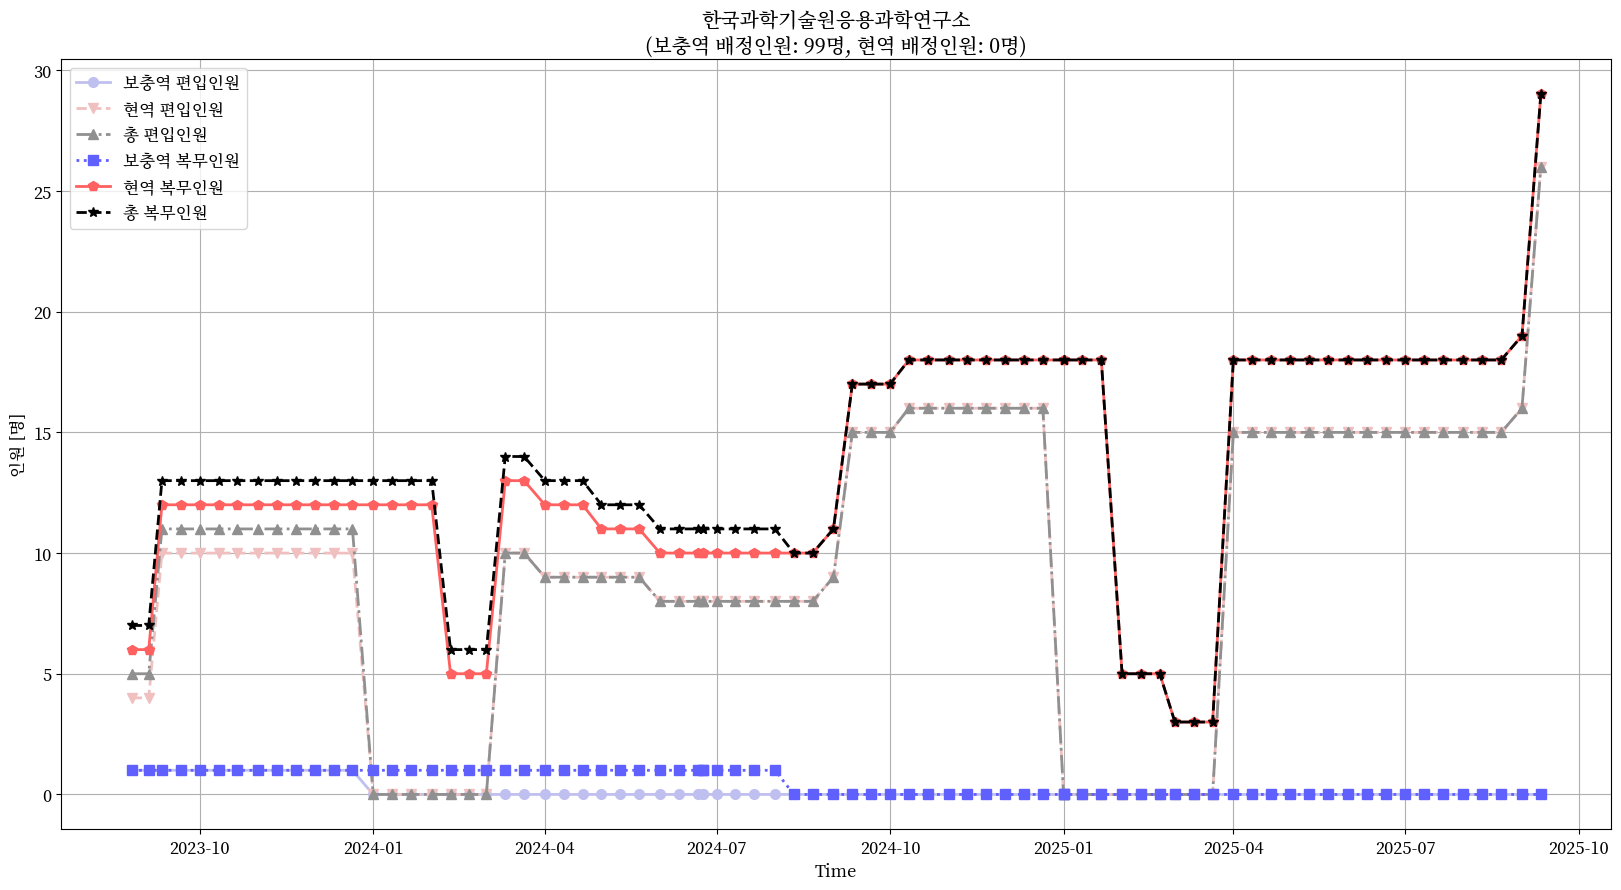 한국과학기술원응용과학연구소
(보충역 배정인원: 99명, 현역 배정인원: 0명)
보충역 편입인원
현역 편입인원
총 편입인원
보충역 복무인원
현역 복무인원
총 복무인원
인원 [명]
30
25
20
15
10
5
0
2023-10
2024-01
2024-04
2024-07
2024-10
2025-01
2025-04
2025-07
2025-10
Time